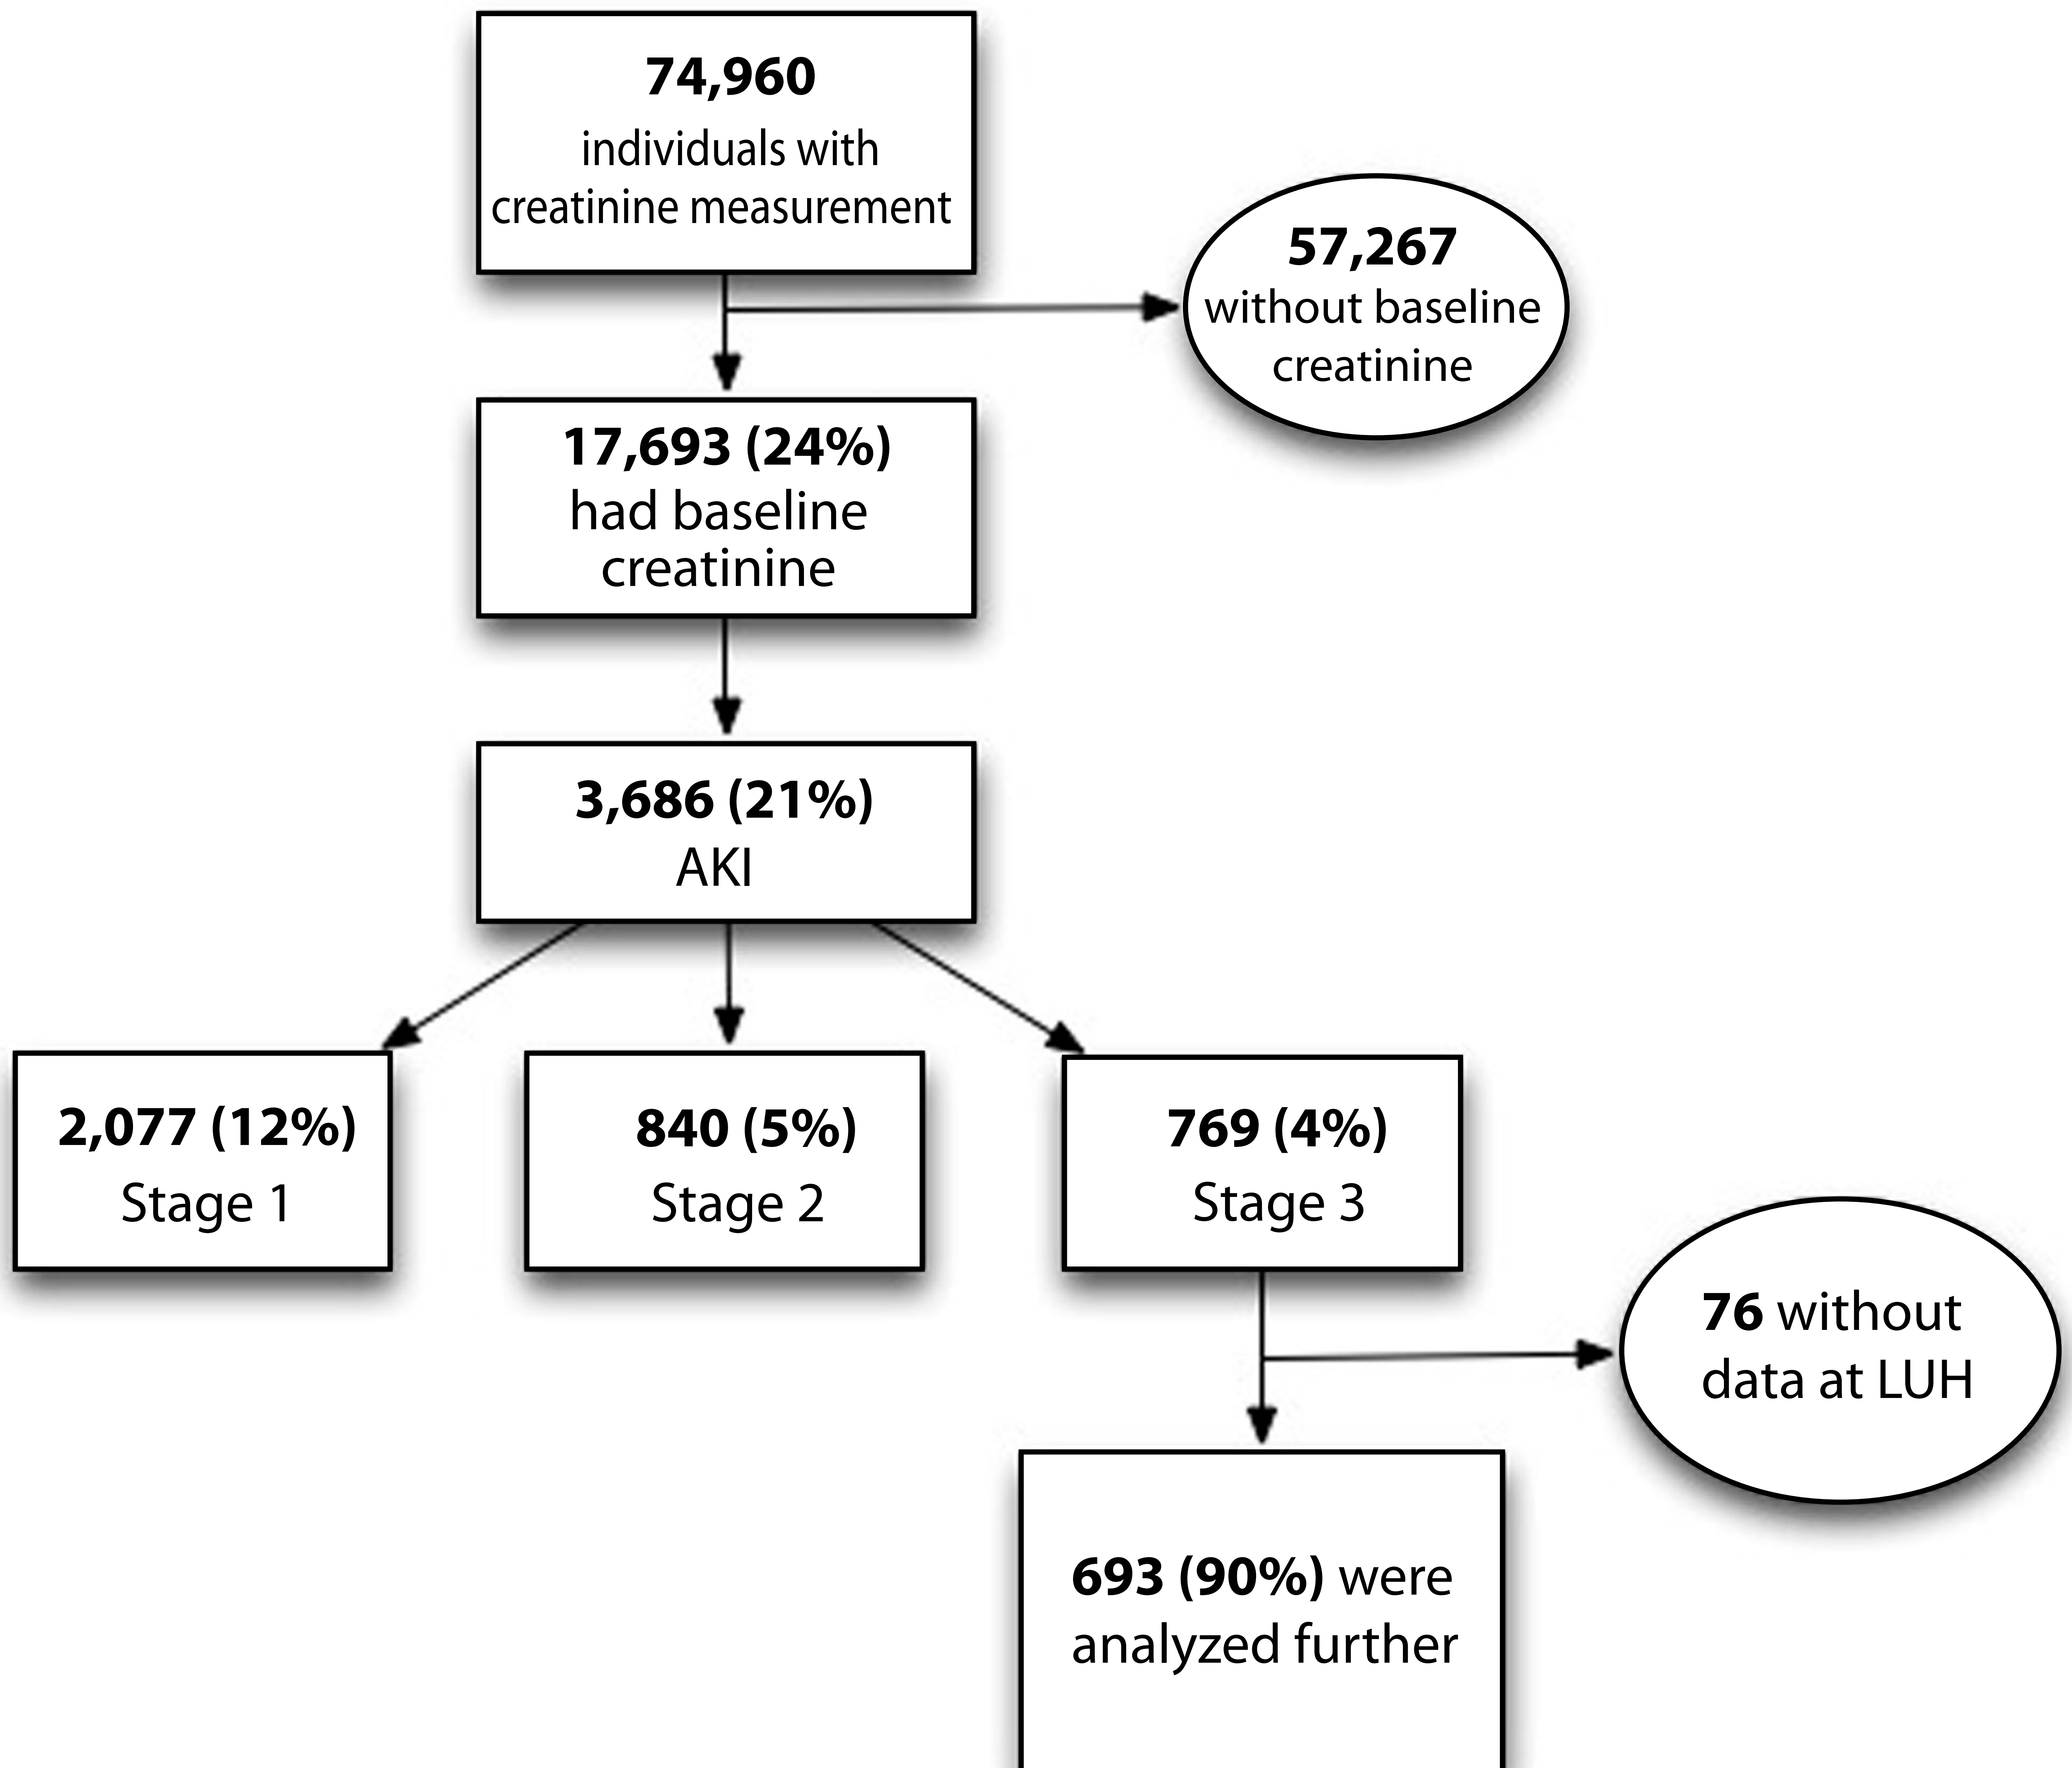 74,960
individuals with
creatinine measurement
57,267
without baseline
creatinine
17,693 (24%)
had baseline
creatinine
3,686 (21%)
AKI
2,077 (12%)
Stage 1
840 (5%)
Stage 2
769 (4%)
Stage 3
76 without
data at LUH
693 (90%) were
analyzed further